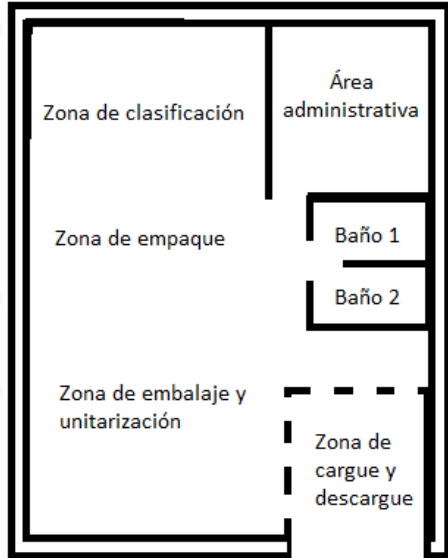 Zona de clasificación
Área
administrativa
Zona de empaque
Baño 1
Baño 2
Zona de embalaje y
unitarización
Zona de
cargue y
descargue